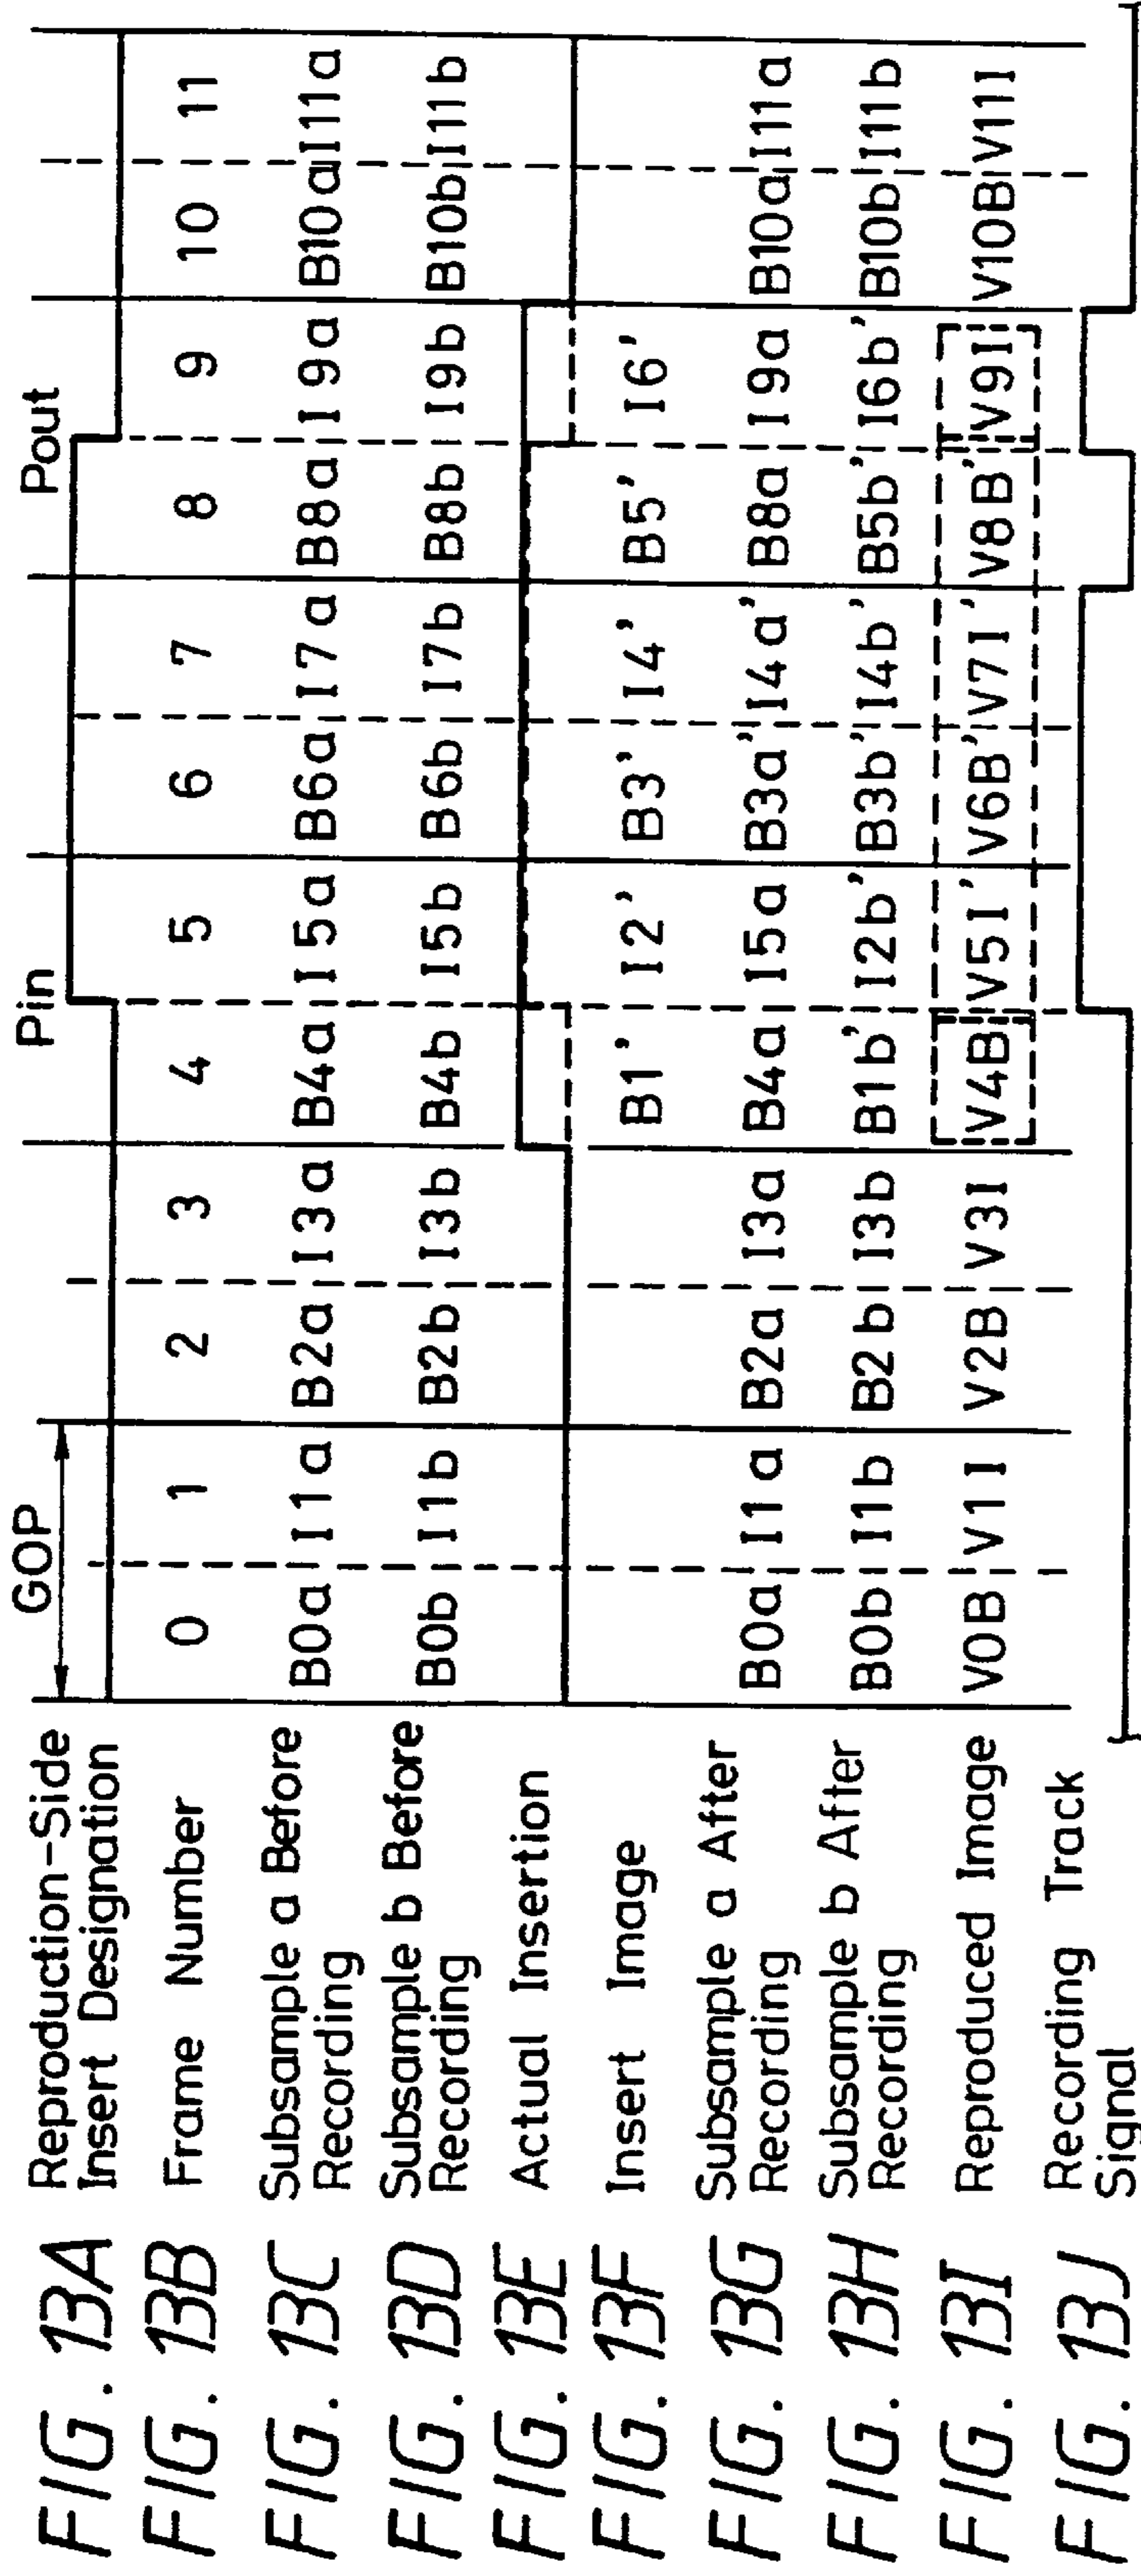 FIG. 13A Reproduction-Side Insert Designation GOP Pin Pout
FIG. 13B Frame Number 0 1 2 3 4 5 6 7 8 9 10 11
FIG. 13C Subsample a Before Recording B0a I1a B2a I3a B4a I5a B6a I7a B8a I9a B10a I11a
FIG. 13D Subsample b Before Recording B0b I1b B2b I3b B4b I5b B6b I7b B8b I9b B10b I11b
FIG. 13E Actual Insertion
FIG. 13F Insert Image B1' I2' B3' I4' B5' I6'
FIG. 13G Subsample a After Recording B0a I1a B2a I3a B4a I5a B3a' I4a' B8a I9a B10a I11a
FIG. 13H Subsample b After Recording B0b I1b B2b I3b B1b' I2b' B3b' I4b' B5b' I6b' B10b I11b
FIG. 13I Reproduced Image V0B V1I V2B V3I V4B V5I' V6B' V7I' V8B' V9I V10B V11I
FIG. 13J Recording Track Signal